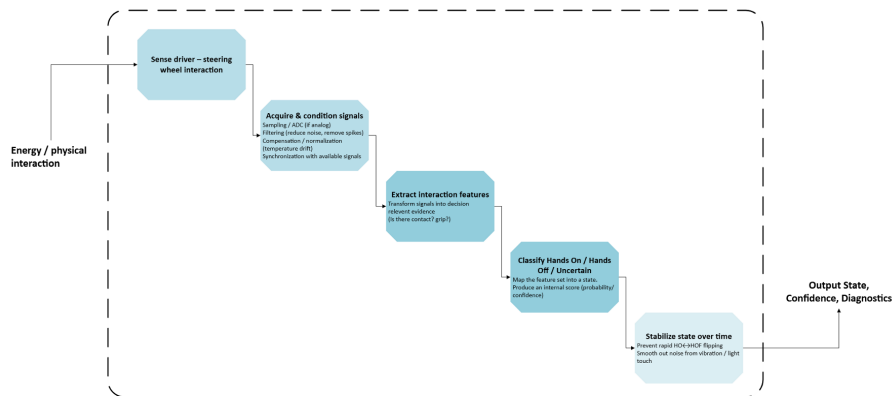 Sense driver – steering
wheel interaction
Acquire & condition signals
Sampling / ADC (if analog)
Filtering (reduce noise, remove spikes)
Compensation / normalization
(temperature drift)
Synchronization with available signals
Energy / physical
interaction
Extract interaction features
Transform signals into decision
relevent evidence
(Is there contact? grip?)
Classify Hands On / Hands
Off / Uncertain
Map the feature set into a state.
Produce an internal score (probability/
confidence)
Output State,
Confidence, Diagnostics
Stabilize state over time
Prevent rapid HO<->HOF flipping
Smooth out noise from vibration / light
touch